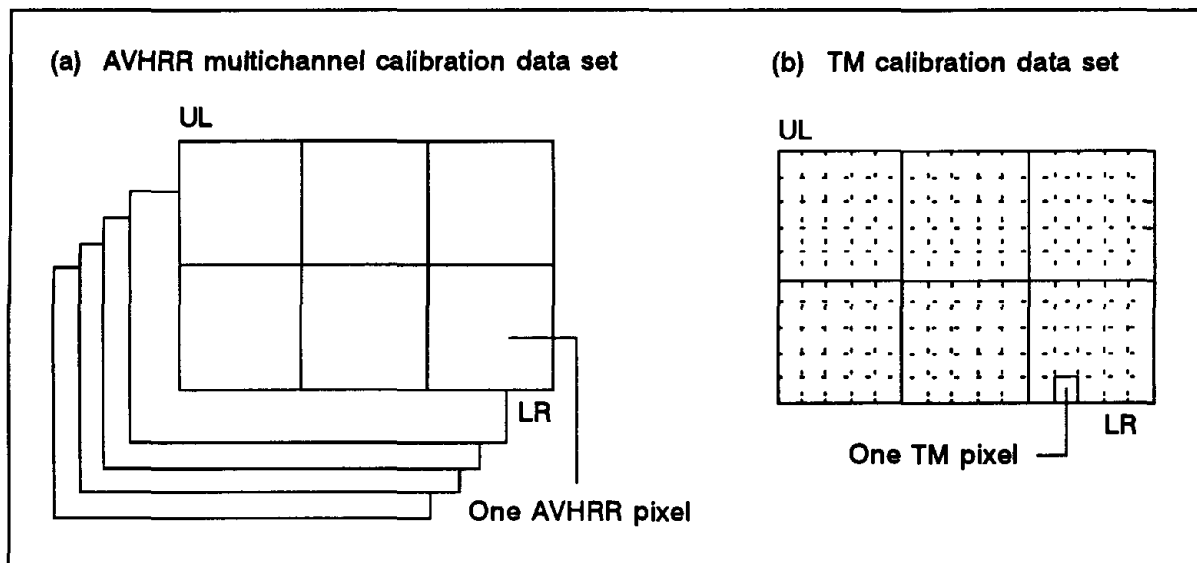 (a) AVHRR multichannel calibration data set
UL
LR
One AVHRR pixel
(b) TM calibration data set
UL
LR
One TM pixel